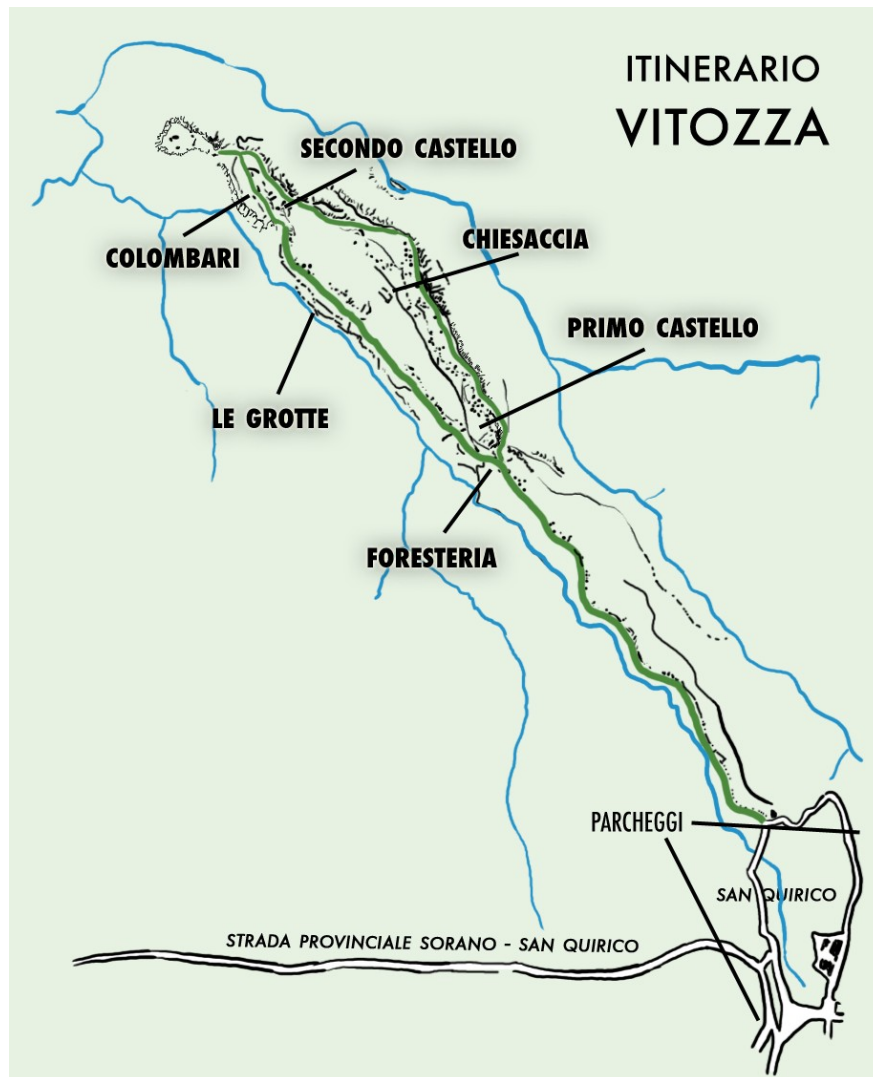 ITINERARIO
VITOZZA
SECONDO CASTELLO
COLOMBARI
CHIESACCIA
PRIMO CASTELLO
LE GROTTE
FORESTERIA
PARCHEGGI
SAN QUIRICO
STRADA PROVINCIALE SORANO - SAN QUIRICO